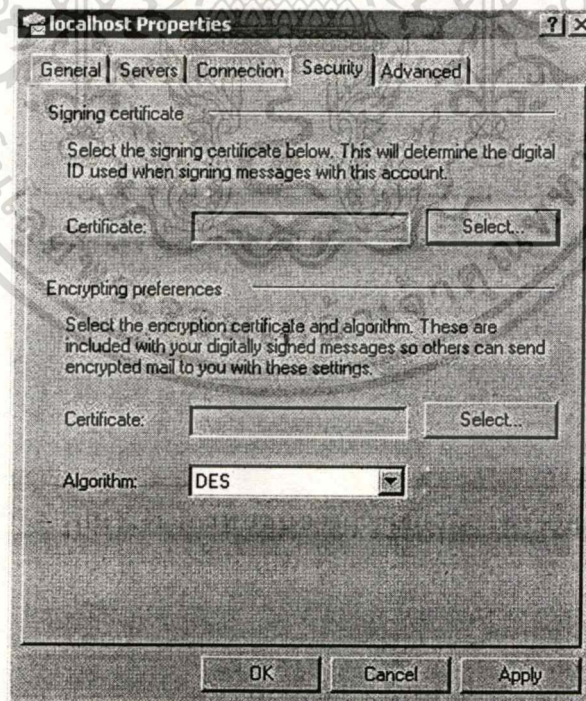 localhost Properties
General Servers Connection Security Advanced
Signing certificate
Select the signing certificate below. This will determine the digital
ID used when signing messages with this account.
Certificate: Select...
Encrypting preferences
Select the encryption certificate and algorithm. These are
included with your digitally signed messages so others can send
encrypted mail to you with these settings.
Certificate: Select...
Algorithm: DES
OK Cancel Apply